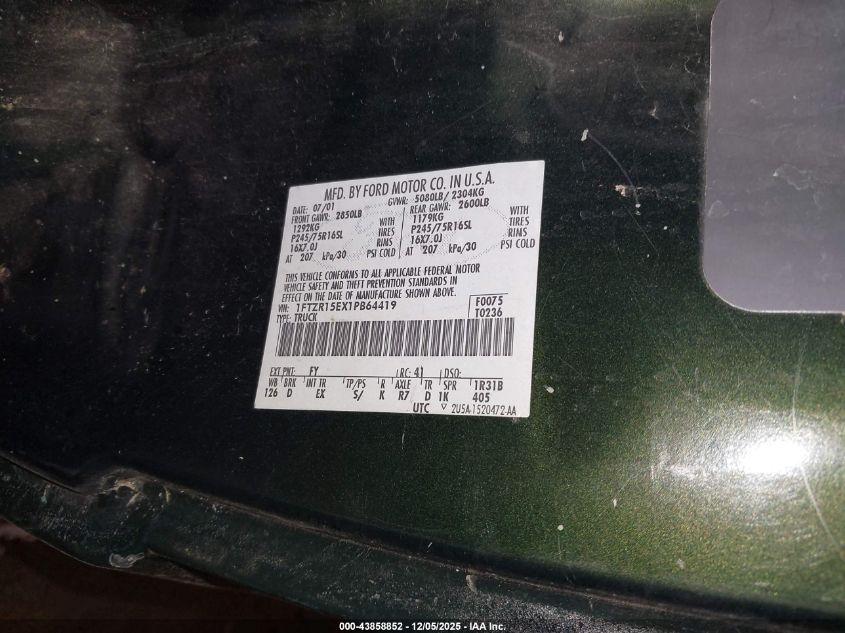 MFD. BY FORD MOTOR CO. IN U.S.A.
DATE: 07/01 GVWR: 5080LB/ 2304KG
FRONT GAWR: 2850LB REAR GAWR: 2600LB
1292KG WITH 1179KG WITH
P245/75R16SL TIRES P245/75R16SL TIRES
16X7.0J RIMS 16X7.0J RIMS
AT 207 kPa/30 PSI COLD AT 207 kPa/30 PSI COLD
THIS VEHICLE CONFORMS TO ALL APPLICABLE FEDERAL MOTOR
VEHICLE SAFETY AND THEFT PREVENTION STANDARDS IN
EFFECT ON THE DATE OF MANUFACTURE SHOWN ABOVE.
VIN: 1FTZR15EX1PB64419 F0075
TYPE: TRUCK T0236
EXT PNT: FY RC: 41 DSO:
WB BRK INT TR TP/PS R AXLE TR SPR 1R31B
126 D EX S/ K R7 D 1K 405
UTC ▽ 2U5A-1520472-AA
000-43858852 - 12/05/2025 - IAA Inc.